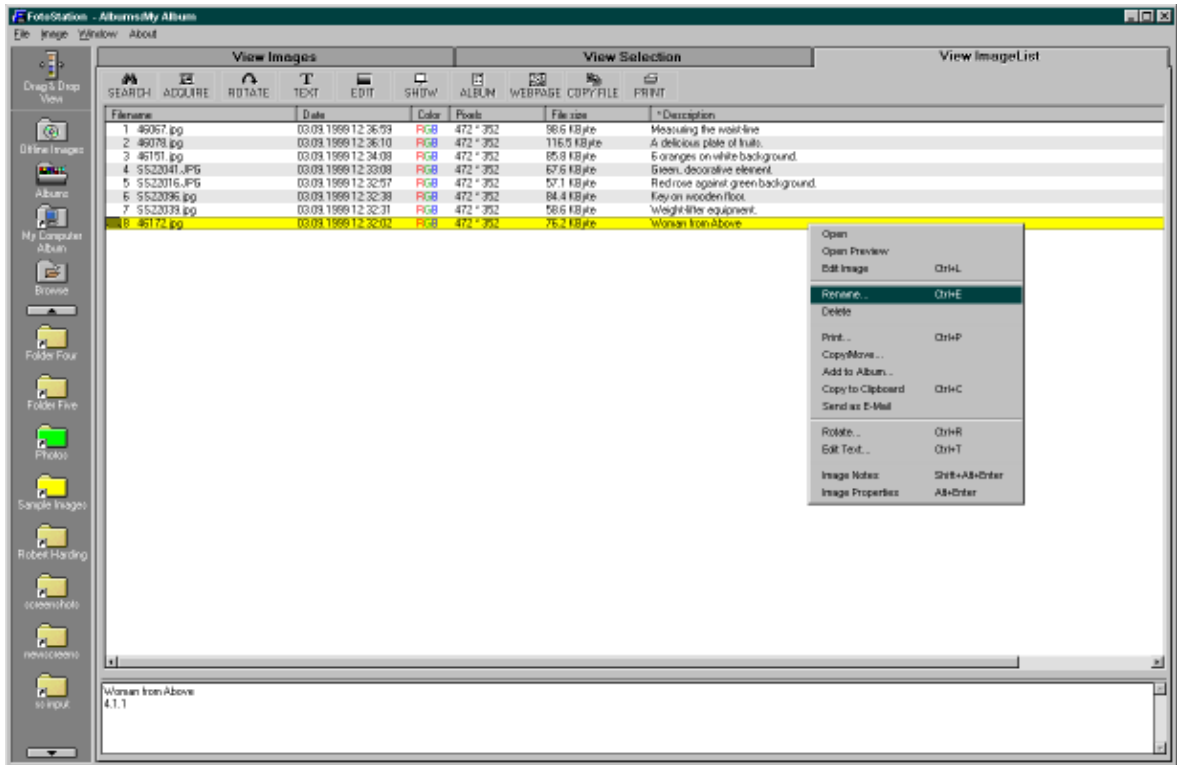 FotoStation - Albums:My Album
File Image Window About
Drag & Drop
View
Offline Images
Albums
My Computer
Album
Browse
Folder Four
Folder Five
Photos
Sample Images
Robert Harding
screenshots
newscreens
View Images View Selection View ImageList
SEARCH ACQUIRE ROTATE TEXT EDIT SHOW ALBUM WEBPAGE COPY FILE PRINT
Filename Date Color Pixels File size ^Description
1 46067.jpg 03.09.1999 12:36:59 RGB 472 * 352 98.6 KByte Measuring the waist-line
2 46078.jpg 03.09.1999 12:36:10 RGB 472 * 352 116.5 KByte A delicious plate of fruits.
3 46151.jpg 03.09.1999 12:34:08 RGB 472 * 352 85.8 KByte 6 oranges on white background.
4 SS22041.JPG 03.09.1999 12:33:08 RGB 472 * 352 67.6 KByte Green, decorative element.
5 SS22016.JPG 03.09.1999 12:32:57 RGB 472 * 352 57.1 KByte Red rose against green background.
6 SS22096.jpg 03.09.1999 12:32:38 RGB 472 * 352 84.4 KByte Key on wooden floor.
7 SS22039.jpg 03.09.1999 12:32:31 RGB 472 * 352 58.6 KByte Weight-lifter equipment.
8 46172.jpg 03.09.1999 12:32:02 RGB 472 * 352 76.2 KByte Woman from Above
Open
Open Preview
Edit Image Ctrl+L
Rename... Ctrl+E
Delete
Print... Ctrl+P
Copy/Move...
Add to Album...
Copy to Clipboard Ctrl+C
Send as E-Mail
Rotate... Ctrl+R
Edit Text... Ctrl+T
Image Notes Shift+Alt+Enter
Image Properties Alt+Enter
Woman from Above
4.1.1